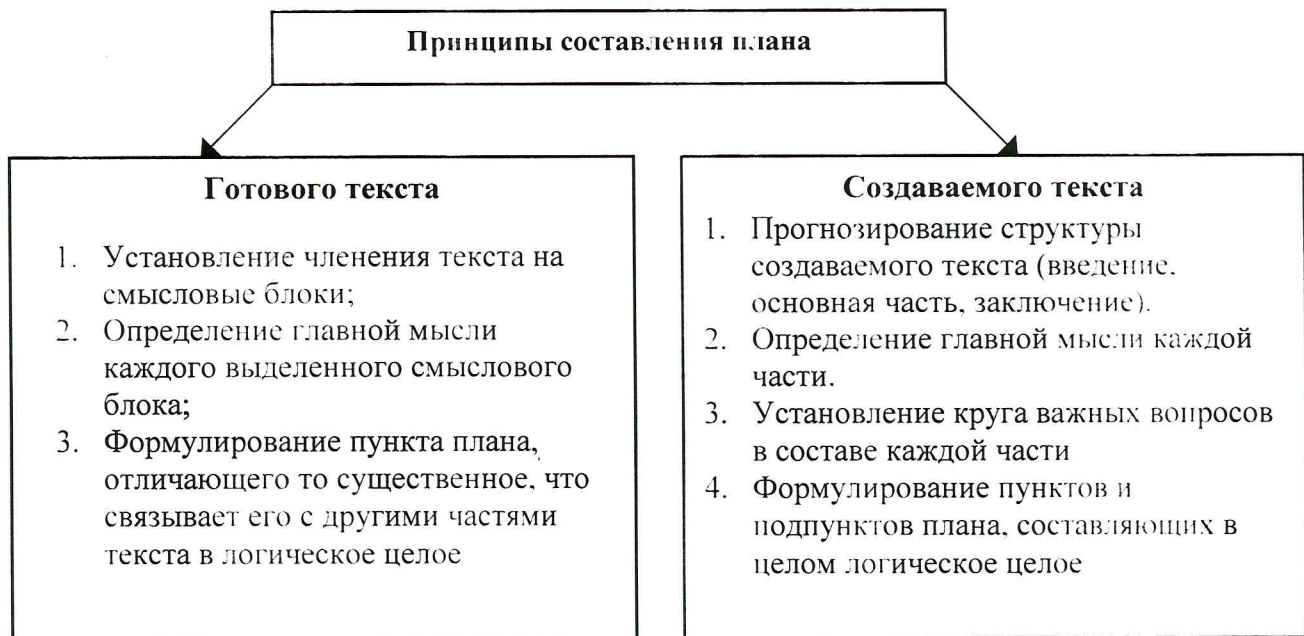 Принципы составления плана
Готового текста
1. Установление членения текста на
смысловые блоки;
2. Определение главной мысли
каждого выделенного смыслового
блока;
3. Формулирование пункта плана,
отличающего то существенное, что
связывает его с другими частями
текста в логическое целое
Создаваемого текста
1. Прогнозирование структуры
создаваемого текста (введение,
основная часть, заключение).
2. Определение главной мысли каждой
части.
3. Установление круга важных вопросов
в составе каждой части
4. Формулирование пунктов и
подпунктов плана, составляющих в
целом логическое целое